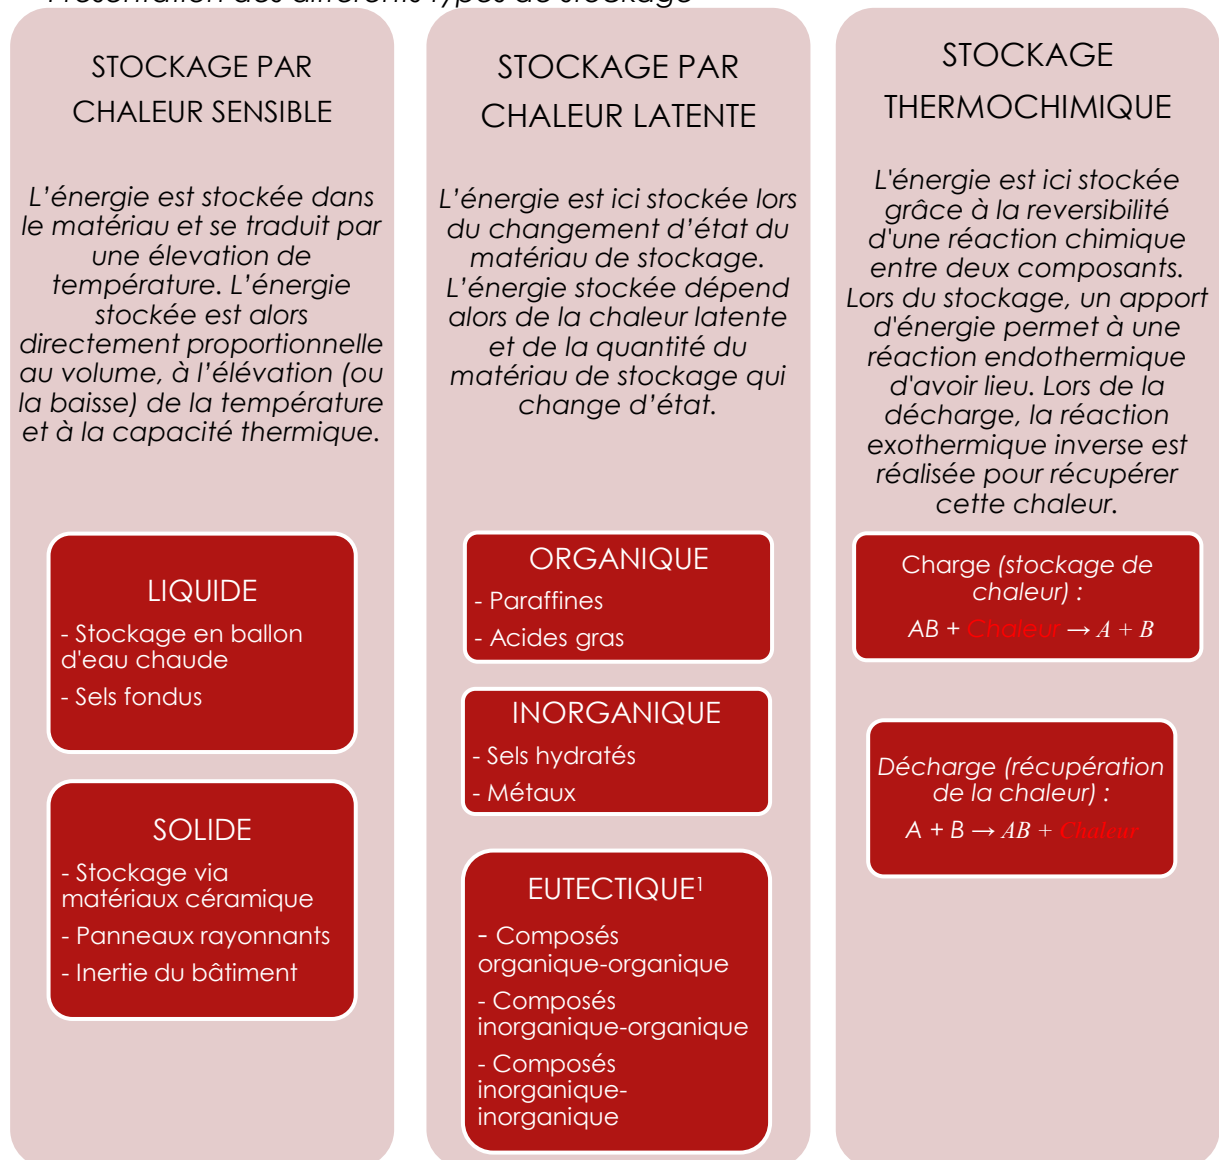 Présentation des différents types de stockage
STOCKAGE PAR
CHALEUR SENSIBLE
L'énergie est stockée dans
le matériau et se traduit par
une élevation de
température. L'énergie
stockée est alors
directement proportionnelle
au volume, à l'élévation (ou
la baisse) de la température
et à la capacité thermique.
LIQUIDE
- Stockage en ballon
d'eau chaude
- Sels fondus
SOLIDE
- Stockage via
matériaux céramique
- Panneaux rayonnants
- Inertie du bâtiment
STOCKAGE PAR
CHALEUR LATENTE
L'énergie est ici stockée lors
du changement d'état du
matériau de stockage.
L'énergie stockée dépend
alors de la chaleur latente
et de la quantité du
matériau de stockage qui
change d'état.
ORGANIQUE
- Paraffines
- Acides gras
INORGANIQUE
- Sels hydratés
- Métaux
EUTECTIQUE¹
- Composés
organique-organique
- Composés
inorganique-organique
- Composés
inorganique-
inorganique
STOCKAGE
THERMOCHIMIQUE
L'énergie est ici stockée
grâce à la reversibilité
d'une réaction chimique
entre deux composants.
Lors du stockage, un apport
d'énergie permet à une
réaction endothermique
d'avoir lieu. Lors de la
décharge, la réaction
exothermique inverse est
réalisée pour récupérer
cette chaleur.
Charge (stockage de
chaleur) :
AB + Chaleur → A + B
Décharge (récupération
de la chaleur) :
A + B → AB + Chaleur